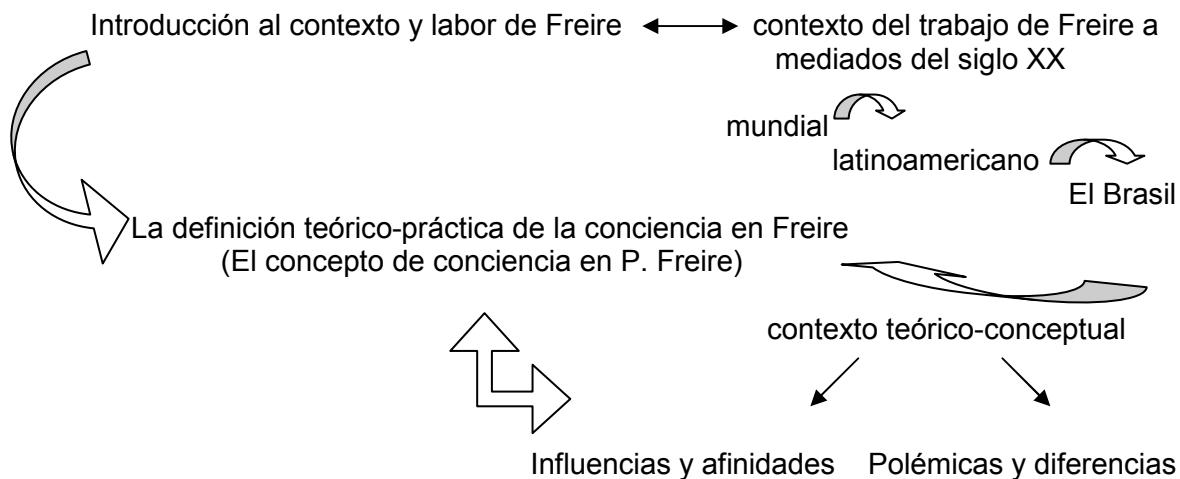 Introducción al contexto y labor de Freire
contexto del trabajo de Freire a
mediados del siglo XX
mundial
latinoamericano
El Brasil
La definición teórico-práctica de la conciencia en Freire
(El concepto de conciencia en P. Freire)
contexto teórico-conceptual
Influencias y afinidades
Polémicas y diferencias